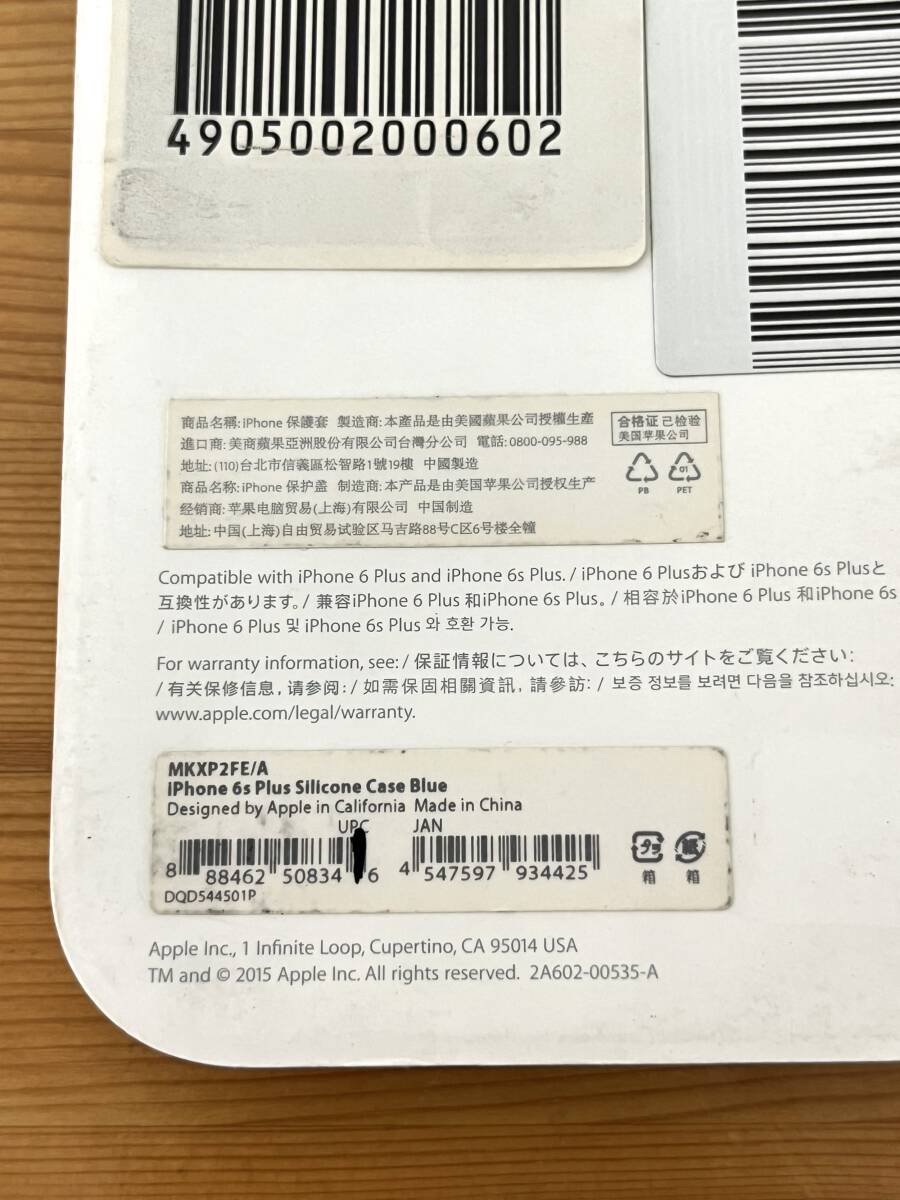 4905002000602
商品名稱: iPhone 保護套 製造商: 本產品是由美國蘋果公司授權生產
進口商: 美商蘋果亞洲股份有限公司台灣分公司 電話: 0800-095-988
地址: (110)台北市信義區松智路1號19樓 中國製造
商品名称: iPhone 保护盖 制造商: 本产品是由美国苹果公司授权生产
经销商: 苹果电脑贸易(上海)有限公司 中国制造
地址: 中国(上海)自由贸易试验区马吉路88号C区6号楼全幢
合格证 已检验
美国苹果公司
PB
01
PET
Compatible with iPhone 6 Plus and iPhone 6s Plus. / iPhone 6 Plusおよび iPhone 6s Plusと
互換性があります。/ 兼容iPhone 6 Plus 和iPhone 6s Plus。/ 相容於iPhone 6 Plus 和iPhone 6s
/ iPhone 6 Plus 및 iPhone 6s Plus 와 호환 가능.
For warranty information, see: / 保証情報については、こちらのサイトをご覧ください:
/ 有关保修信息，请参阅: / 如需保固相關資訊，請參訪: / 보증 정보를 보려면 다음을 참조하십시오:
www.apple.com/legal/warranty.
MKXP2FE/A
iPhone 6s Plus Silicone Case Blue
Designed by Apple in California Made in China
UPC JAN
8 88462 50834 6 4 547597 934425
プラ 紙
箱 箱
DQD544501P
Apple Inc., 1 Infinite Loop, Cupertino, CA 95014 USA
TM and © 2015 Apple Inc. All rights reserved. 2A602-00535-A